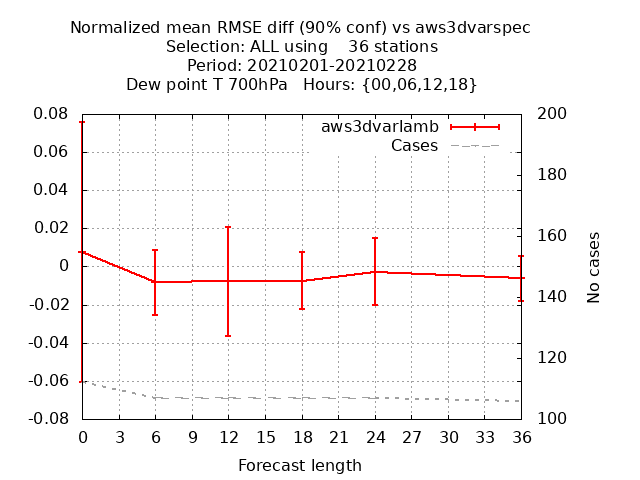 Normalized mean RMSE diff (90% conf) vs aws3dvarspec
Selection: ALL using 36 stations
Period: 20210201-20210228
Dew point T 700hPa Hours: {00,06,12,18}
aws3dvarlamb
Cases
0.08
0.06
0.04
0.02
0
-0.02
-0.04
-0.06
-0.08
200
180
160
140
120
100
No cases
0 3 6 9 12 15 18 21 24 27 30 33 36
Forecast length